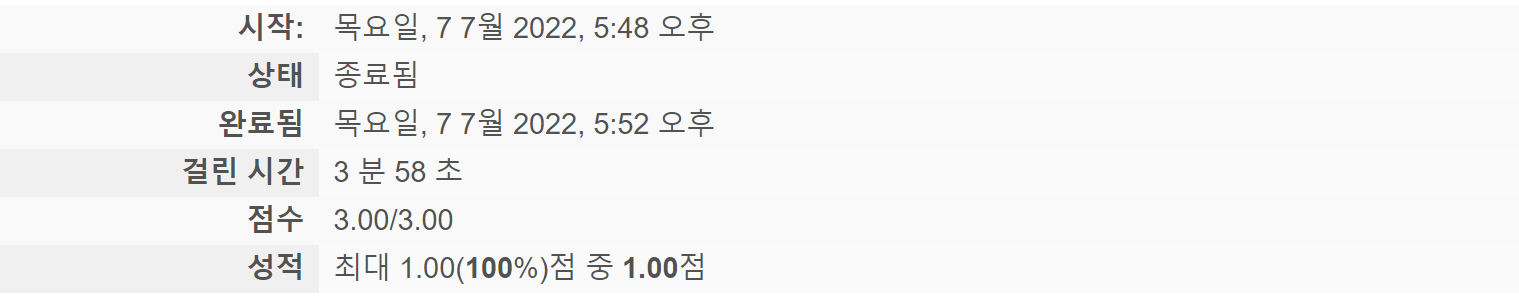 시작: 목요일, 7 7월 2022, 5:48 오후
상태 종료됨
완료됨 목요일, 7 7월 2022, 5:52 오후
걸린 시간 3 분 58 초
점수 3.00/3.00
성적 최대 1.00(100%)점 중 1.00점